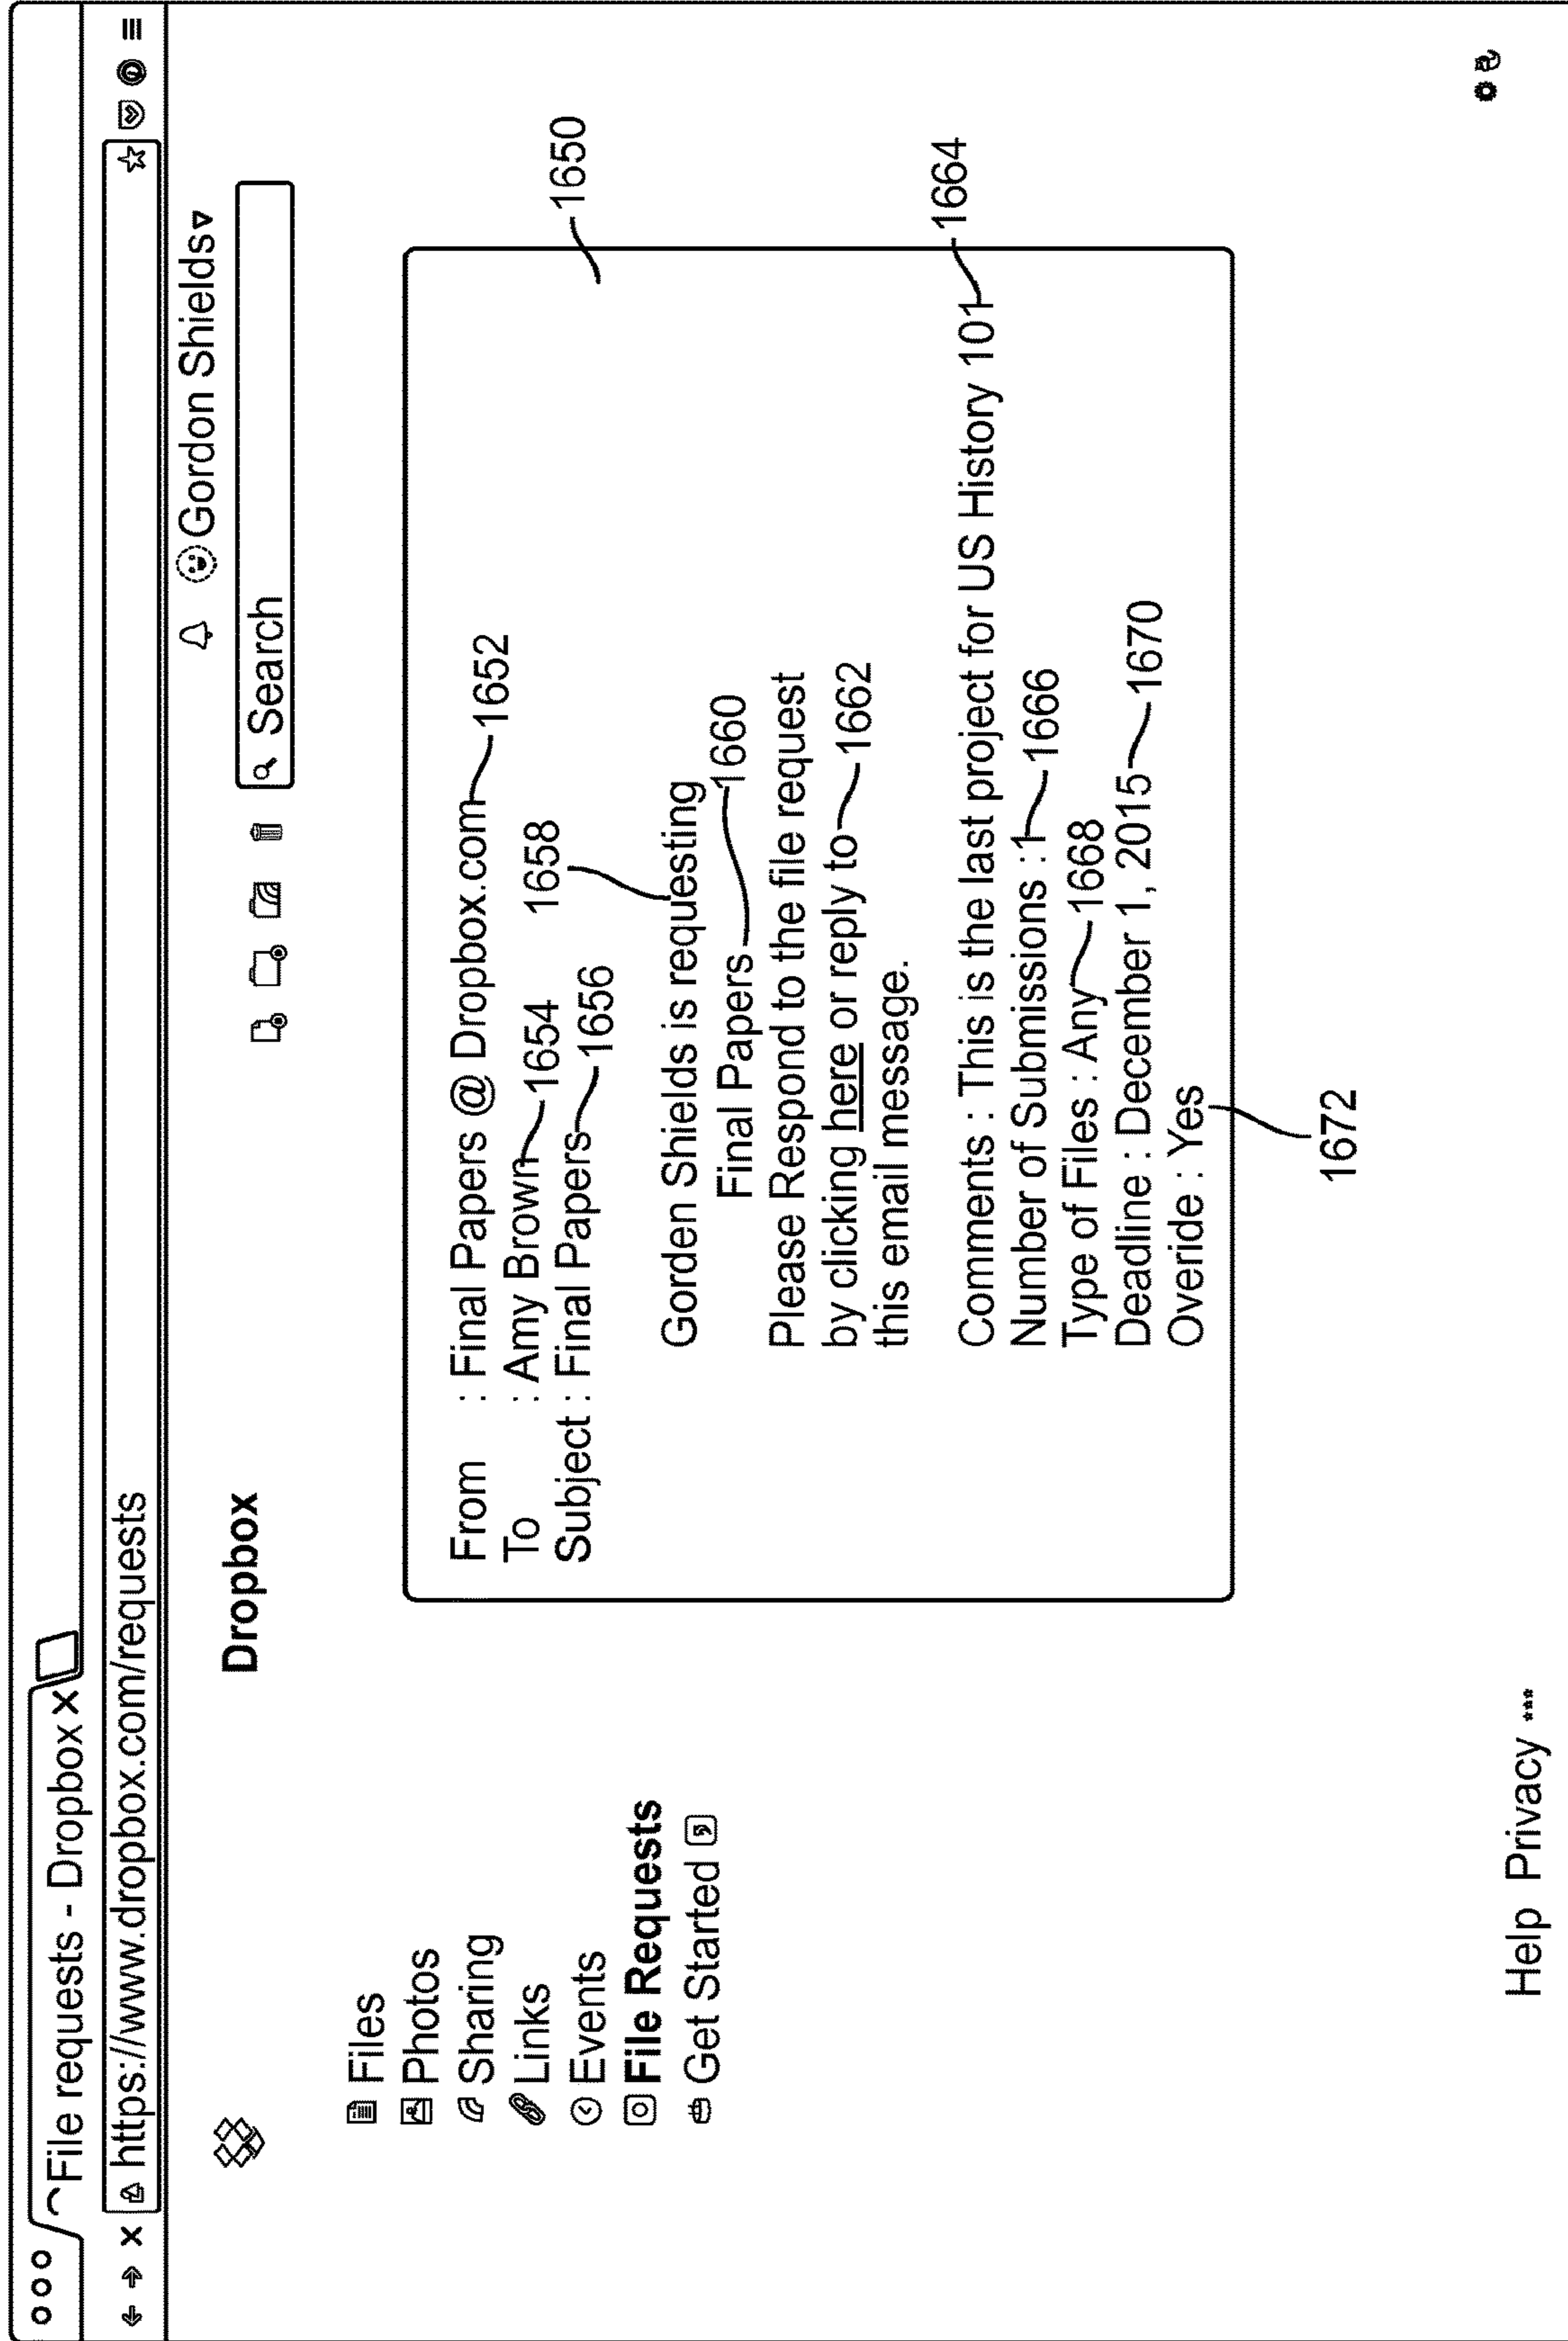 File requests - Dropbox X
https://www.dropbox.com/requests
Gordon Shields
Dropbox
Search
Files
Photos
Sharing
Links
Events
File Requests
Get Started
From : Final Papers @ Dropbox.com 1652
To : Amy Brown 1654
Subject : Final Papers 1656
1658
1650
Gorden Shields is requesting
Final Papers 1660
Please Respond to the file request
by clicking here or reply to 1662
this email message.
Comments : This is the last project for US History 101 1664
Number of Submissions : 1 1666
Type of Files : Any 1668
Deadline : December 1, 2015 1670
Overide : Yes
1672
Help Privacy ***